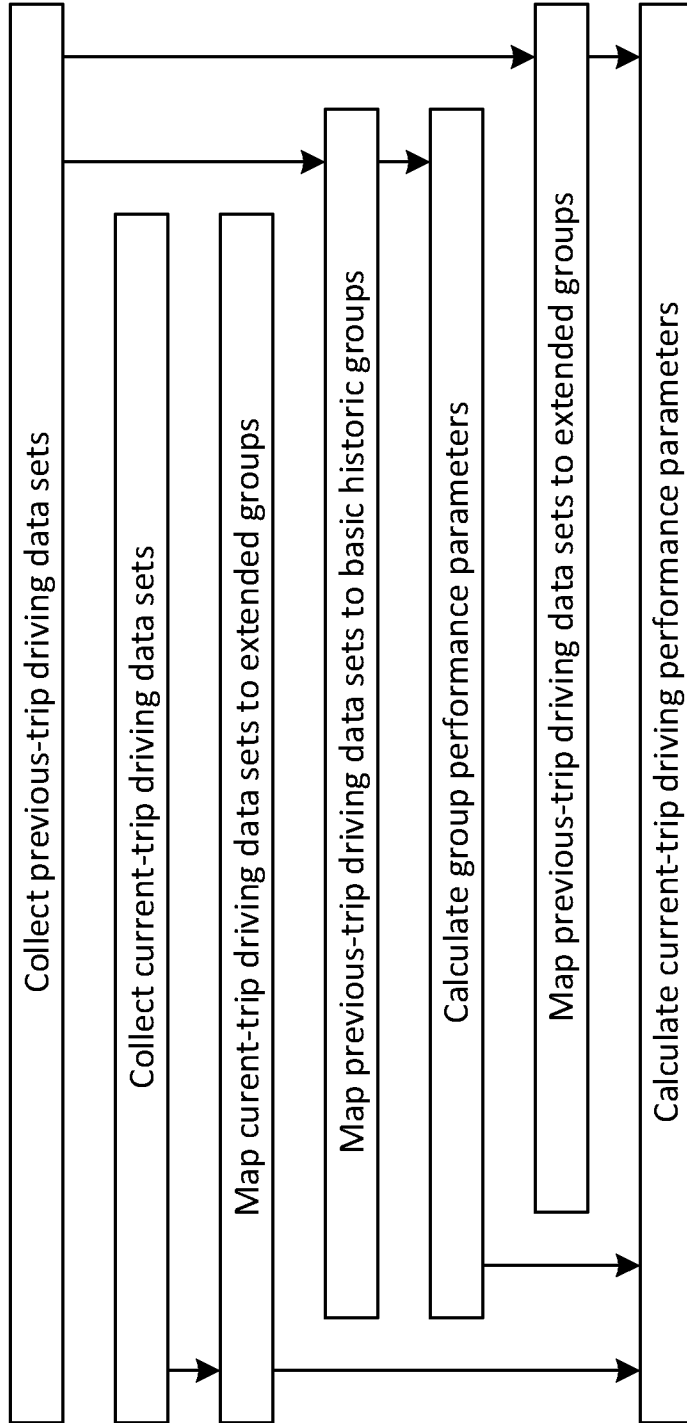 Collect previous-trip driving data sets
Collect current-trip driving data sets
Map curent-trip driving data sets to extended groups
Map previous-trip driving data sets to basic historic groups
Calculate group performance parameters
Map previous-trip driving data sets to extended groups
Calculate current-trip driving performance parameters